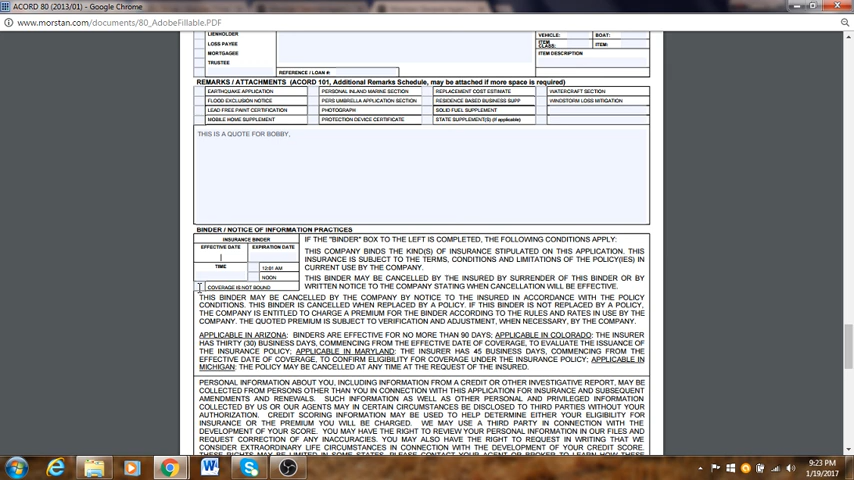 ACORD 80 (2013/01) - Google Chrome
www.morstan.com/documents/80_AdobeFillable.PDF
LIENHOLDER
VEHICLE: BOAT:
LOSS PAYEE
ITEM CLASS: ITEM:
MORTGAGEE
ITEM DESCRIPTION
TRUSTEE
REFERENCE / LOAN #:
REMARKS / ATTACHMENTS (ACORD 101, Additional Remarks Schedule, may be attached if more space is required)
EARTHQUAKE APPLICATION PERSONAL INLAND MARINE SECTION REPLACEMENT COST ESTIMATE WATERCRAFT SECTION
FLOOD EXCLUSION NOTICE PERS UMBRELLA APPLICATION SECTION RESIDENCE BASED BUSINESS SUPP WINDSTORM LOSS MITIGATION
LEAD FREE PAINT CERTIFICATION PHOTOGRAPH SOLID FUEL SUPPLEMENT
MOBILE HOME SUPPLEMENT PROTECTION DEVICE CERTIFICATE STATE SUPPLEMENT(S) (If applicable)
THIS IS A QUOTE FOR BOBBY,
BINDER / NOTICE OF INFORMATION PRACTICES
INSURANCE BINDER
EFFECTIVE DATE EXPIRATION DATE
TIME
12:01 AM
NOON
COVERAGE IS NOT BOUND
IF THE "BINDER" BOX TO THE LEFT IS COMPLETED, THE FOLLOWING CONDITIONS APPLY:
THIS COMPANY BINDS THE KIND(S) OF INSURANCE STIPULATED ON THIS APPLICATION. THIS
INSURANCE IS SUBJECT TO THE TERMS, CONDITIONS AND LIMITATIONS OF THE POLICY(IES) IN
CURRENT USE BY THE COMPANY.
THIS BINDER MAY BE CANCELLED BY THE INSURED BY SURRENDER OF THIS BINDER OR BY
WRITTEN NOTICE TO THE COMPANY STATING WHEN CANCELLATION WILL BE EFFECTIVE.
THIS BINDER MAY BE CANCELLED BY THE COMPANY BY NOTICE TO THE INSURED IN ACCORDANCE WITH THE POLICY
CONDITIONS. THIS BINDER IS CANCELLED WHEN REPLACED BY A POLICY. IF THIS BINDER IS NOT REPLACED BY A POLICY,
THE COMPANY IS ENTITLED TO CHARGE A PREMIUM FOR THE BINDER ACCORDING TO THE RULES AND RATES IN USE BY THE
COMPANY. THE QUOTED PREMIUM IS SUBJECT TO VERIFICATION AND ADJUSTMENT, WHEN NECESSARY, BY THE COMPANY.
APPLICABLE IN ARIZONA: BINDERS ARE EFFECTIVE FOR NO MORE THAN 90 DAYS; APPLICABLE IN COLORADO: THE INSURER
HAS THIRTY (30) BUSINESS DAYS, COMMENCING FROM THE EFFECTIVE DATE OF COVERAGE, TO EVALUATE THE ISSUANCE OF
THE INSURANCE POLICY; APPLICABLE IN MARYLAND: THE INSURER HAS 45 BUSINESS DAYS, COMMENCING FROM THE
EFFECTIVE DATE OF COVERAGE, TO CONFIRM ELIGIBILITY FOR COVERAGE UNDER THE INSURANCE POLICY; APPLICABLE IN
MICHIGAN: THE POLICY MAY BE CANCELLED AT ANY TIME AT THE REQUEST OF THE INSURED.
PERSONAL INFORMATION ABOUT YOU, INCLUDING INFORMATION FROM A CREDIT OR OTHER INVESTIGATIVE REPORT, MAY BE
COLLECTED FROM PERSONS OTHER THAN YOU IN CONNECTION WITH THIS APPLICATION FOR INSURANCE AND SUBSEQUENT
AMENDMENTS AND RENEWALS. SUCH INFORMATION AS WELL AS OTHER PERSONAL AND PRIVILEGED INFORMATION
COLLECTED BY US OR OUR AGENTS MAY IN CERTAIN CIRCUMSTANCES BE DISCLOSED TO THIRD PARTIES WITHOUT YOUR
AUTHORIZATION. CREDIT SCORING INFORMATION MAY BE USED TO HELP DETERMINE EITHER YOUR ELIGIBILITY FOR
INSURANCE OR THE PREMIUM YOU WILL BE CHARGED. WE MAY USE A THIRD PARTY IN CONNECTION WITH THE
DEVELOPMENT OF YOUR SCORE. YOU MAY HAVE THE RIGHT TO REVIEW YOUR PERSONAL INFORMATION IN OUR FILES AND
REQUEST CORRECTION OF ANY INACCURACIES. YOU MAY ALSO HAVE THE RIGHT TO REQUEST IN WRITING THAT WE
CONSIDER EXTRAORDINARY LIFE CIRCUMSTANCES IN CONNECTION WITH THE DEVELOPMENT OF YOUR CREDIT SCORE.
9:23 PM
1/19/2017